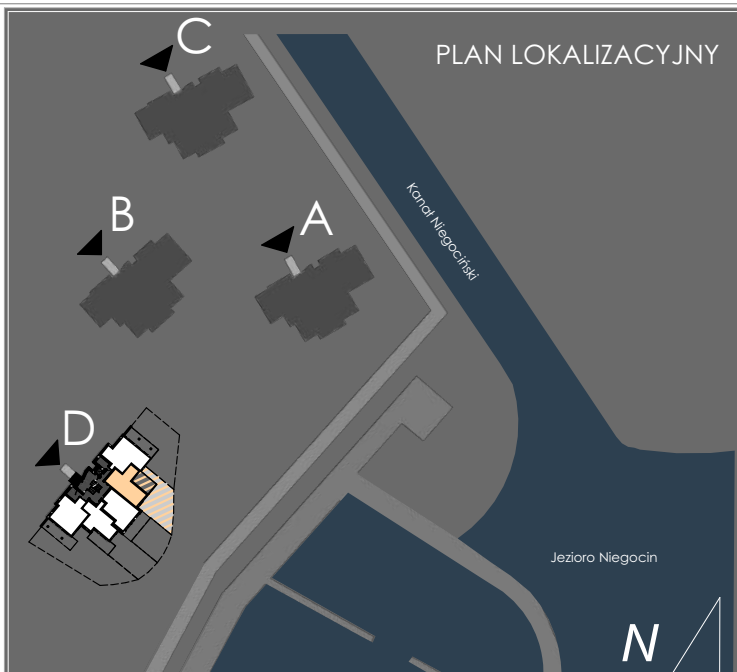 PLAN LOKALIZACYJNY
C
B
A
Kanał Niegociński
D
Jezioro Niegocin
N